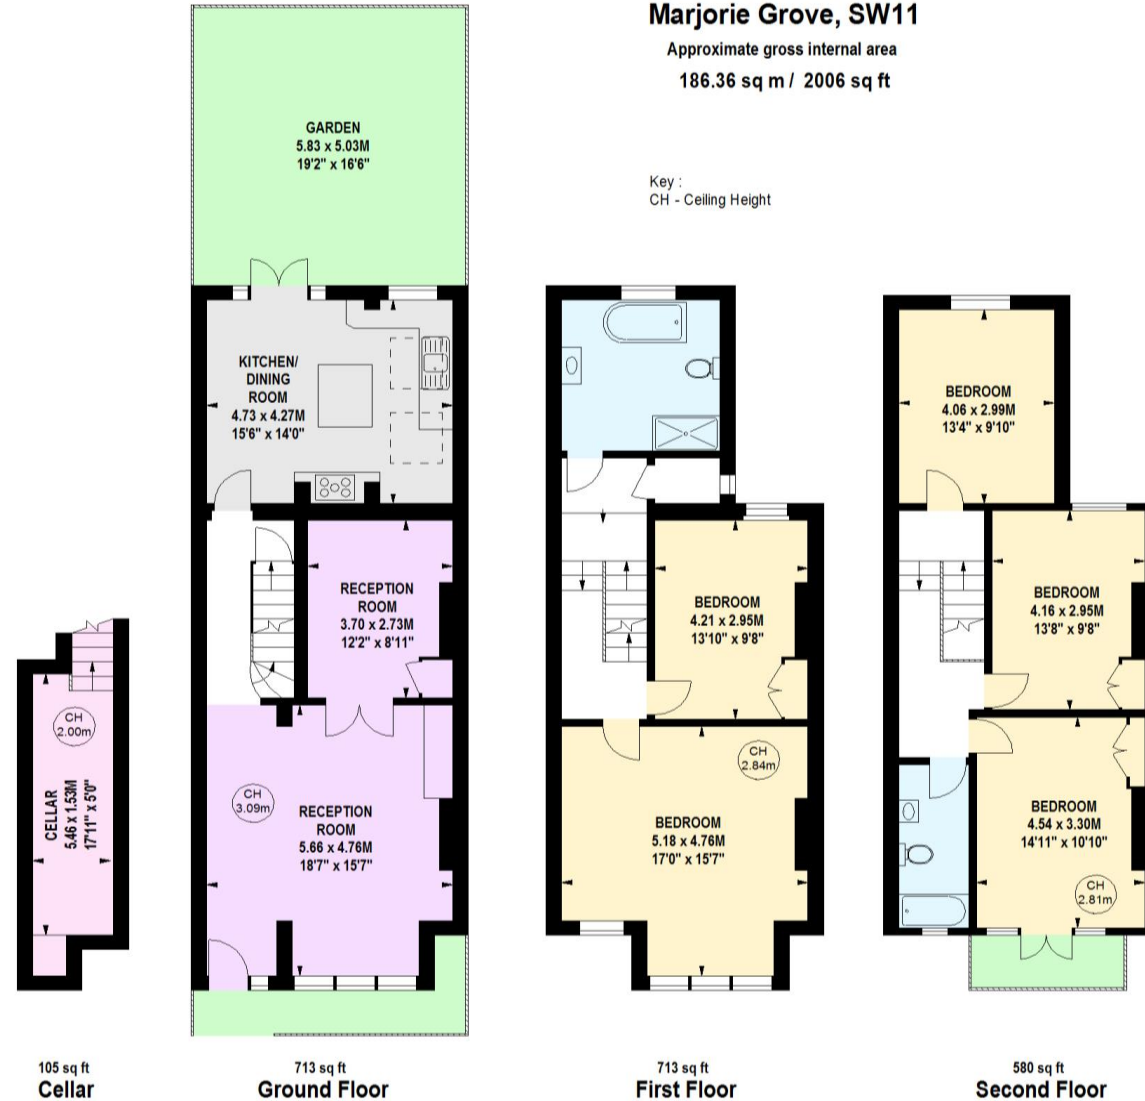 Marjorie Grove, SW11
Approximate gross internal area
186.36 sq m / 2006 sq ft
Key :
CH - Ceiling Height
GARDEN
5.83 x 5.03M
19'2" x 16'6"
KITCHEN/
DINING
ROOM
4.73 x 4.27M
15'6" x 14'0"
RECEPTION
ROOM
3.70 x 2.73M
12'2" x 8'11"
CH
3.09m
RECEPTION
ROOM
5.66 x 4.76M
18'7" x 15'7"
CH
2.00m
CELLAR
5.46 x 1.53M
17'11" x 5'0"
BEDROOM
4.21 x 2.95M
13'10" x 9'8"
CH
2.84m
BEDROOM
5.18 x 4.76M
17'0" x 15'7"
BEDROOM
4.06 x 2.99M
13'4" x 9'10"
BEDROOM
4.16 x 2.95M
13'8" x 9'8"
BEDROOM
4.54 x 3.30M
14'11" x 10'10"
CH
2.81m
105 sq ft
Cellar
713 sq ft
Ground Floor
713 sq ft
First Floor
580 sq ft
Second Floor